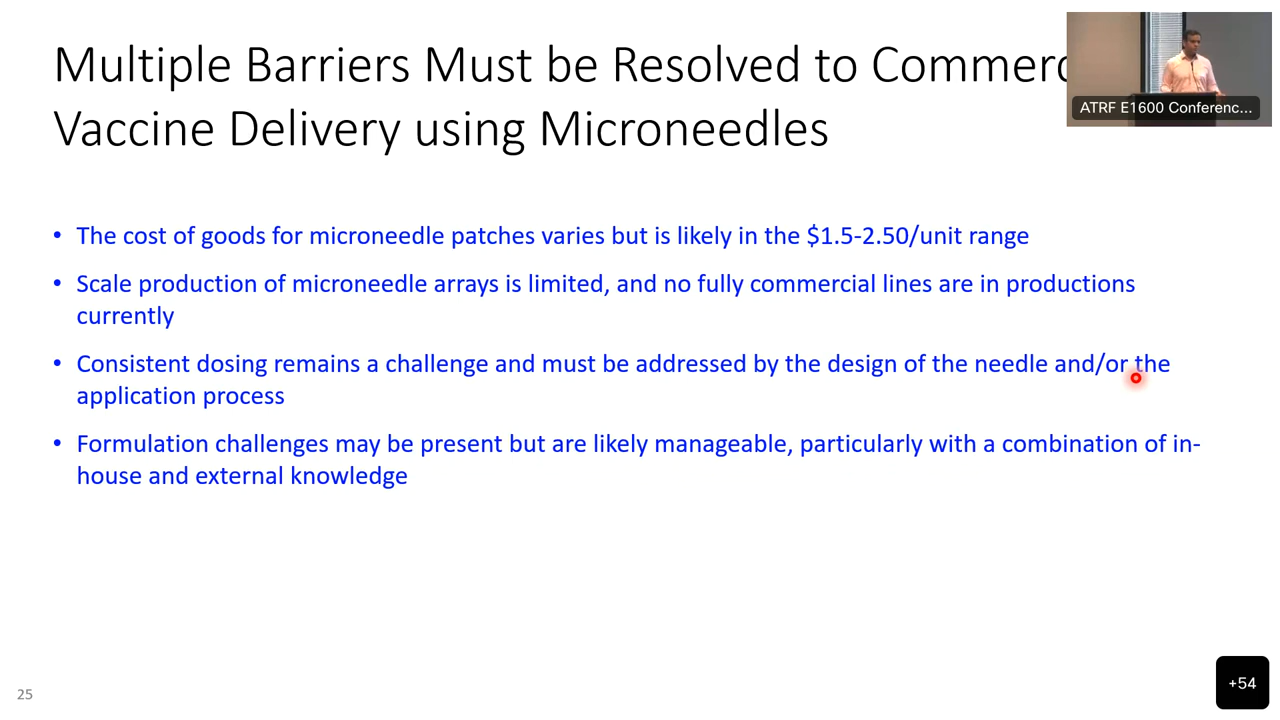 Multiple Barriers Must be Resolved to
Vaccine Delivery using Microneedles
ATRF E1600 Conferenc...
• The cost of goods for microneedle patches varies but is likely in the $1.5-2.50/unit range
• Scale production of microneedle arrays is limited, and no fully commercial lines are in productions
currently
• Consistent dosing remains a challenge and must be addressed by the design of the needle and/or the
application process
• Formulation challenges may be present but are likely manageable, particularly with a combination of in-
house and external knowledge
25
+54